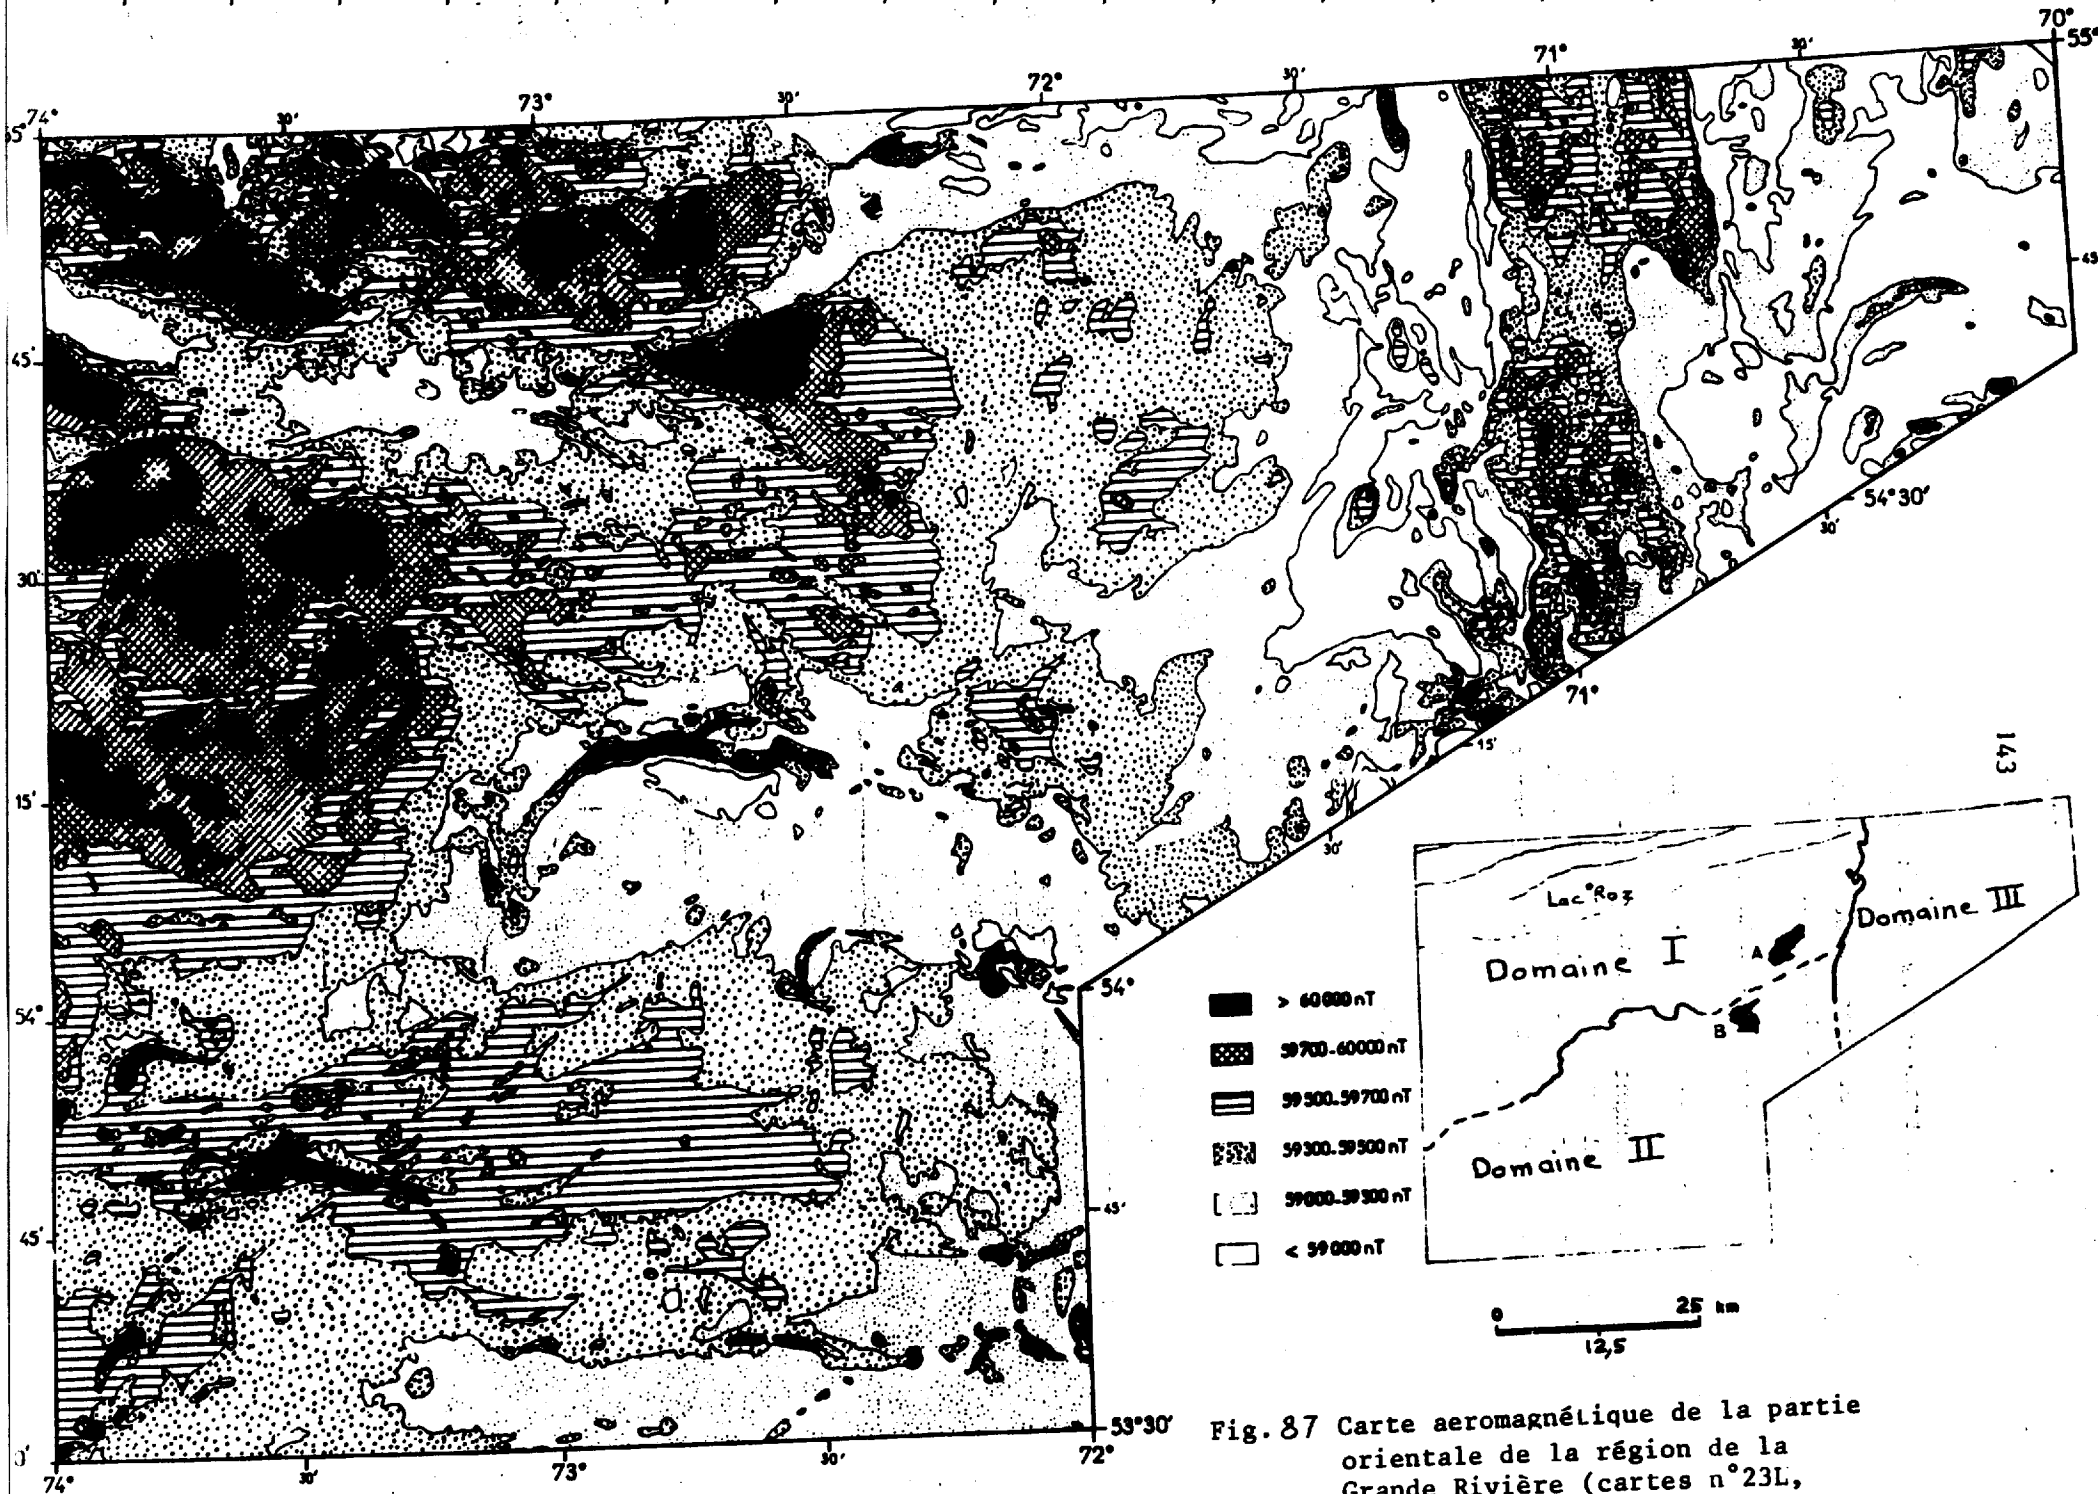 70°
55°
71°
30'
72°
30'
73°
30'
74°
30'
45'
45'
54°30'
30'
30'
71°
15'
143
15'
30'
Lac Roz
Domaine III
Domaine I
A
54°
> 60000 nT
54°
59700-60000 nT
B
59500-59700 nT
59300-59500 nT
Domaine II
59000-59300 nT
45'
45'
< 59000 nT
0
25 km
12,5
53°30'
Fig. 87 Carte aeromagnétique de la partie
orientale de la région de la
Grande Rivière (cartes n°23L,
74°
30'
73°
30'
72°